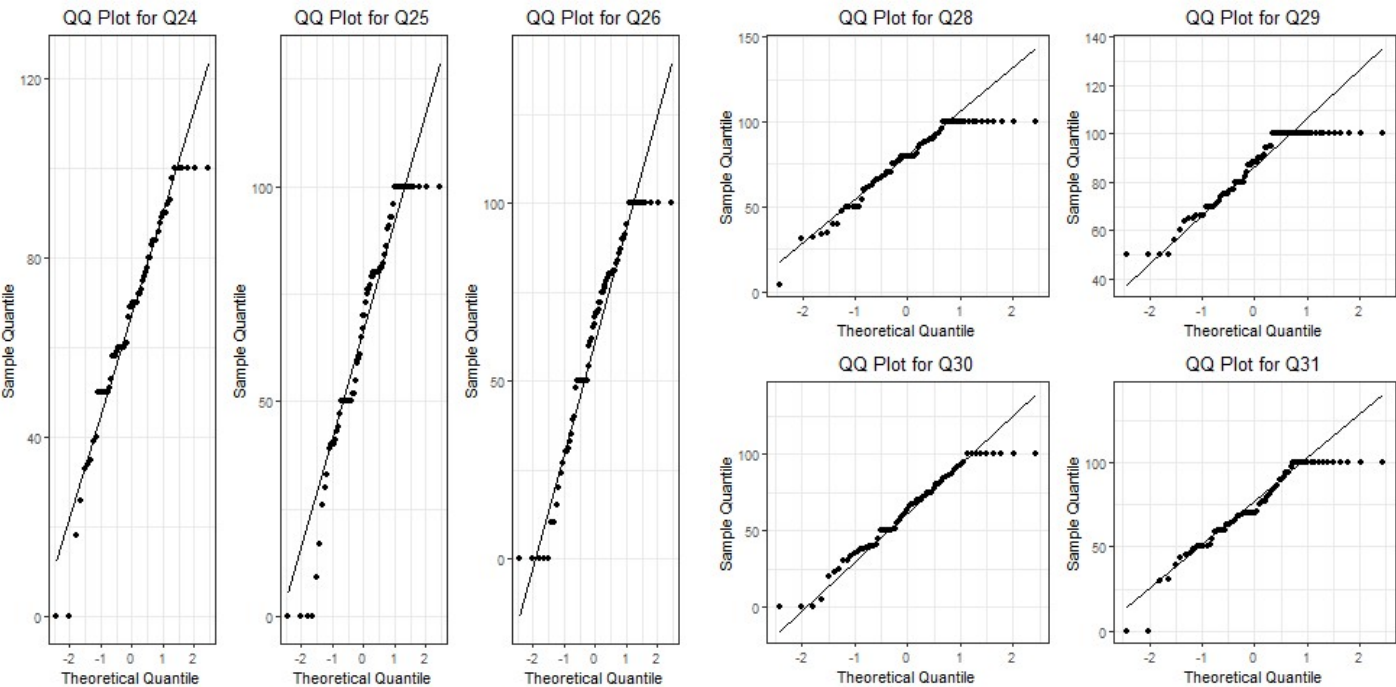 QQ Plot for Q24
Sample Quantile
120
80
40
0
-2 -1 0 1 2
Theoretical Quantile
QQ Plot for Q25
Sample Quantile
100
50
0
-2 -1 0 1 2
Theoretical Quantile
QQ Plot for Q26
Sample Quantile
100
50
0
-2 -1 0 1 2
Theoretical Quantile
QQ Plot for Q28
Sample Quantile
150
100
50
0
-2 -1 0 1 2
Theoretical Quantile
QQ Plot for Q29
Sample Quantile
140
120
100
80
60
40
-2 -1 0 1 2
Theoretical Quantile
QQ Plot for Q30
Sample Quantile
100
50
0
-2 -1 0 1 2
Theoretical Quantile
QQ Plot for Q31
Sample Quantile
100
50
0
-2 -1 0 1 2
Theoretical Quantile